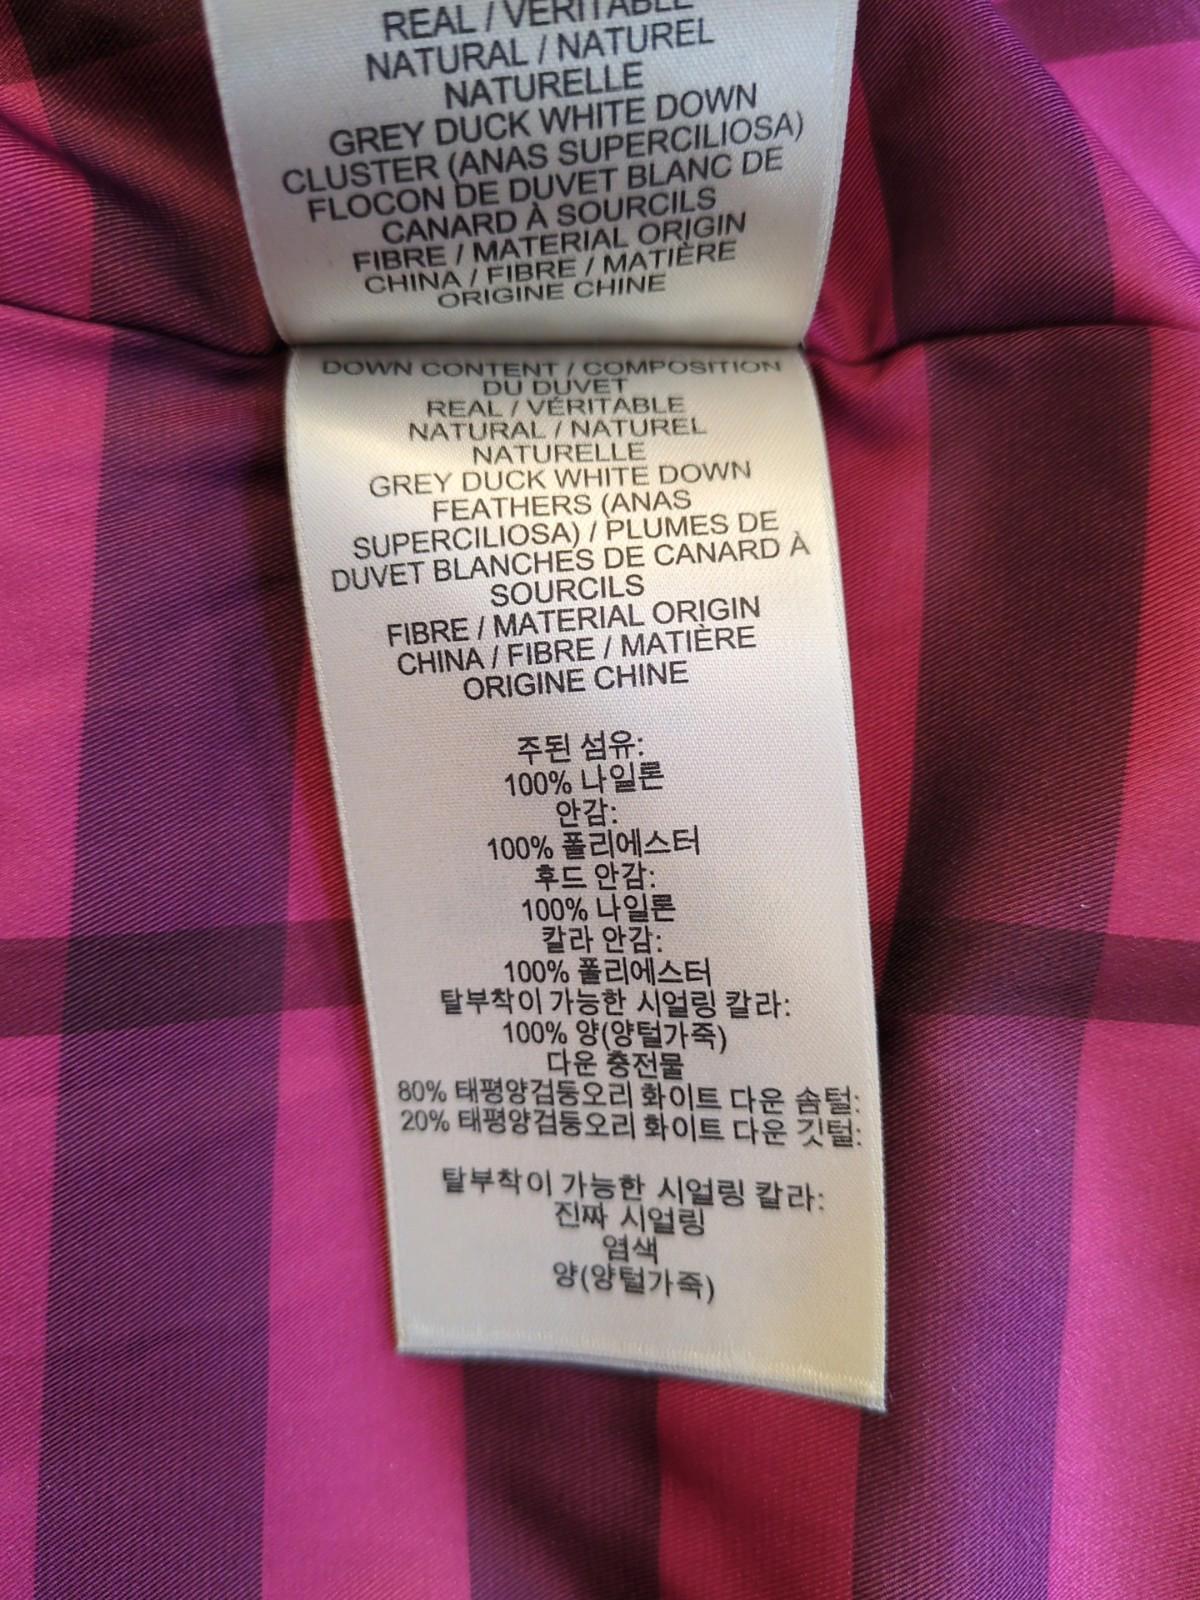 REAL / VÉRITABLE
NATURAL / NATUREL
NATURELLE
GREY DUCK WHITE DOWN
CLUSTER (ANAS SUPERCILIOSA)
FLOCON DE DUVET BLANC DE
CANARD À SOURCILS
FIBRE / MATERIAL ORIGIN
CHINA / FIBRE / MATIÈRE
ORIGINE CHINE
DOWN CONTENT / COMPOSITION
DU DUVET
REAL / VÉRITABLE
NATURAL / NATUREL
NATURELLE
GREY DUCK WHITE DOWN
FEATHERS (ANAS
SUPERCILIOSA) / PLUMES DE
DUVET BLANCHES DE CANARD À
SOURCILS
FIBRE / MATERIAL ORIGIN
CHINA / FIBRE / MATIÈRE
ORIGINE CHINE
주된 섬유:
100% 나일론
안감:
100% 폴리에스터
후드 안감:
100% 나일론
칼라 안감:
100% 폴리에스터
탈부착이 가능한 시얼링 칼라:
100% 양(양털가죽)
다운 충전물
80% 태평양검둥오리 화이트 다운 솜털:
20% 태평양검둥오리 화이트 다운 깃털:
탈부착이 가능한 시얼링 칼라:
진짜 시얼링
염색
양(양털가죽)